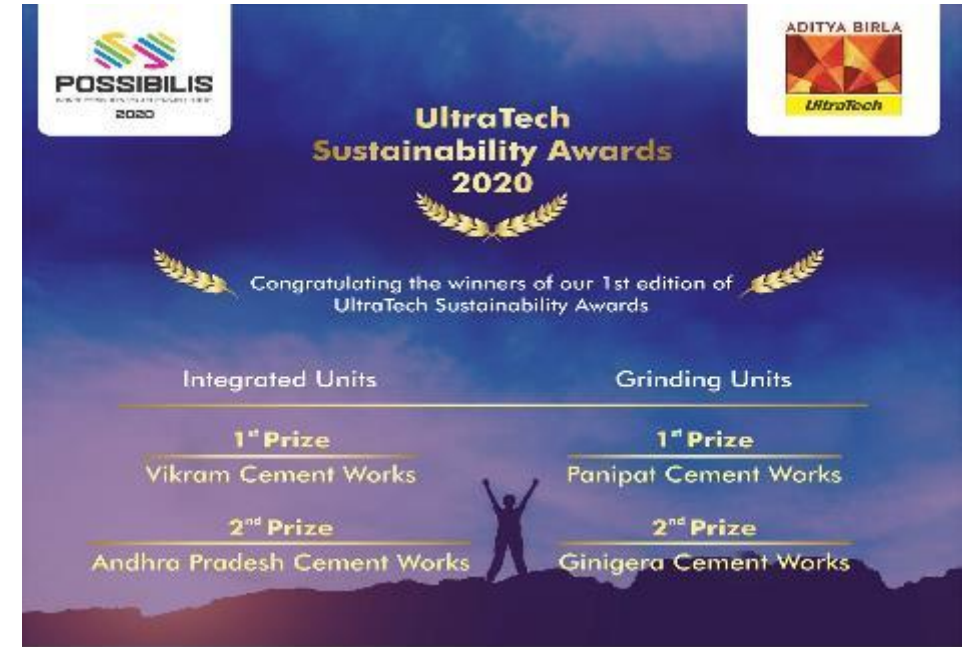 POSSIBILIS
2020
ADITYA BIRLA
UltraTech
UltraTech
Sustainability Awards
2020
Congratulating the winners of our 1st edition of
UltraTech Sustainability Awards
Integrated Units
Grinding Units
1st Prize
1st Prize
Vikram Cement Works
Panipat Cement Works
2nd Prize
2nd Prize
Andhra Pradesh Cement Works
Ginigera Cement Works